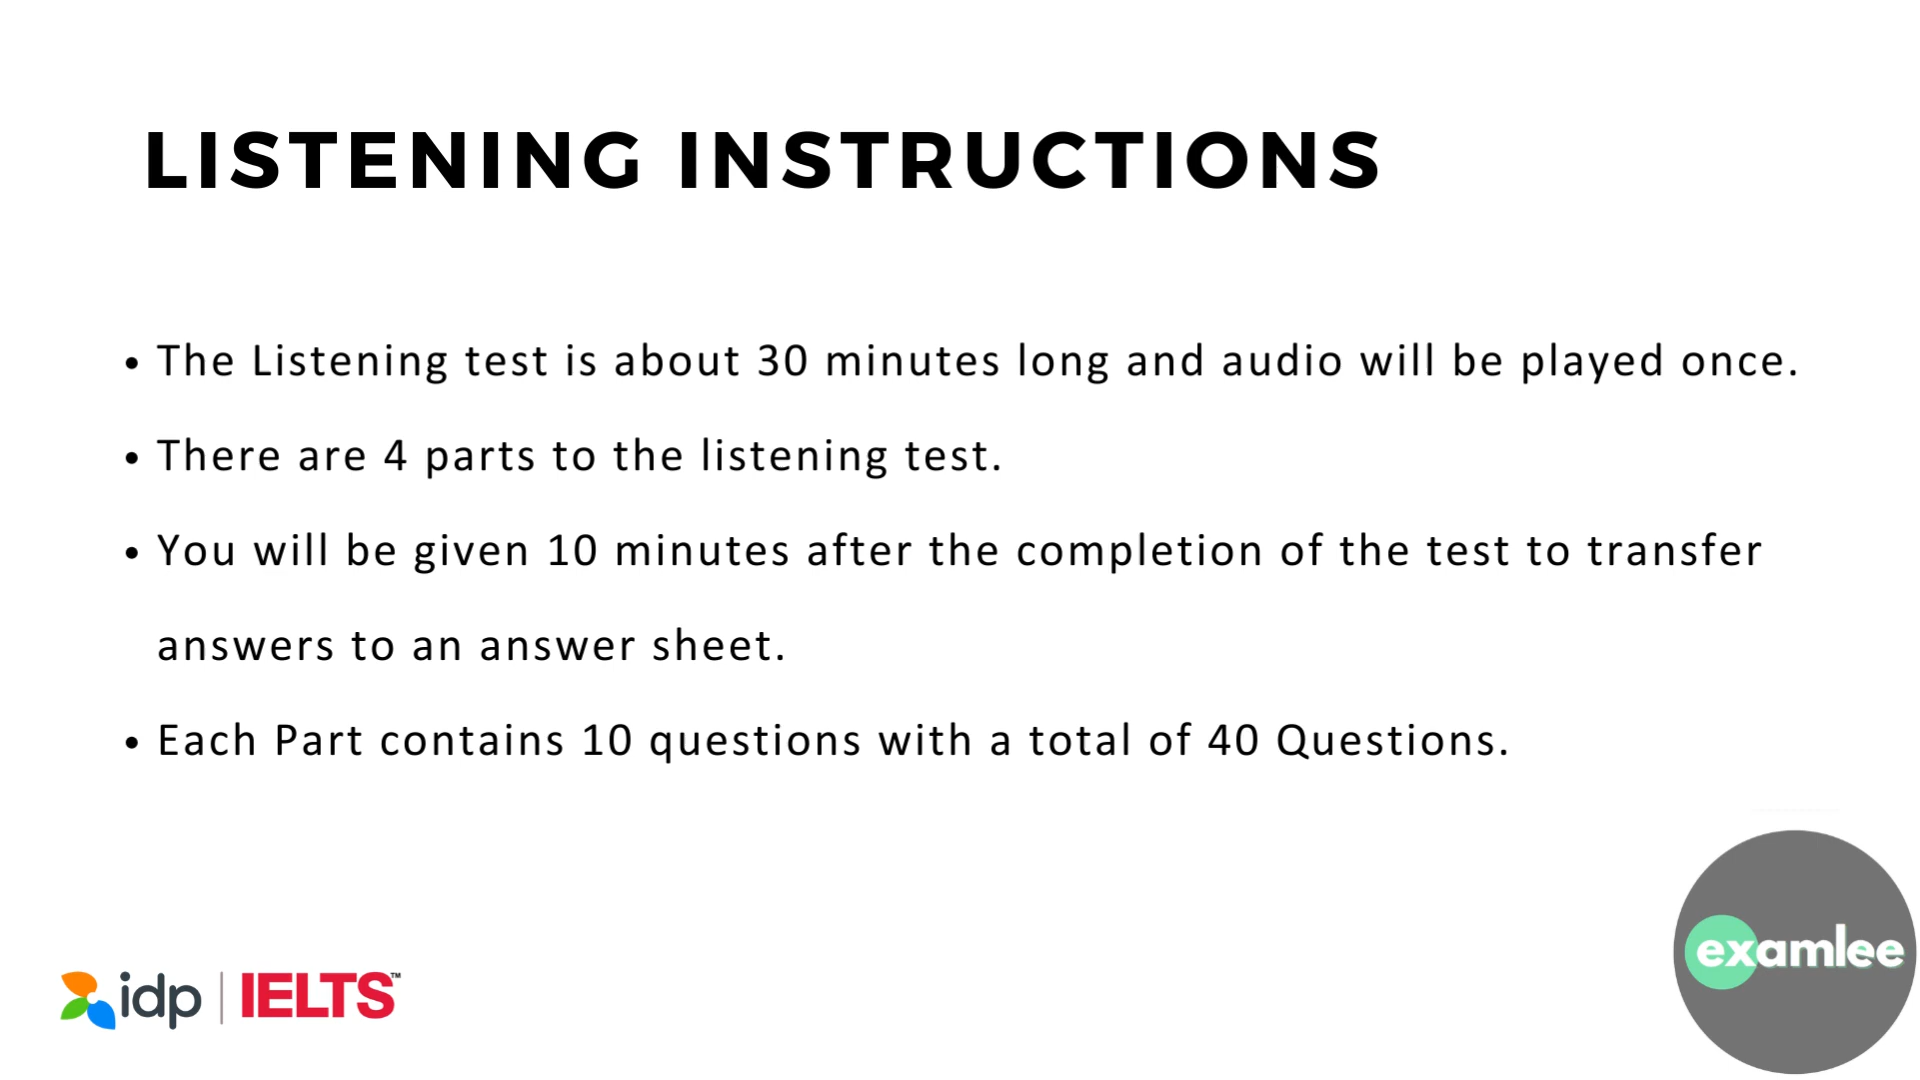 LISTENING INSTRUCTIONS
• The Listening test is about 30 minutes long and audio will be played once.
• There are 4 parts to the listening test.
• You will be given 10 minutes after the completion of the test to transfer
answers to an answer sheet.
• Each Part contains 10 questions with a total of 40 Questions.
idp | IELTS™
examlee